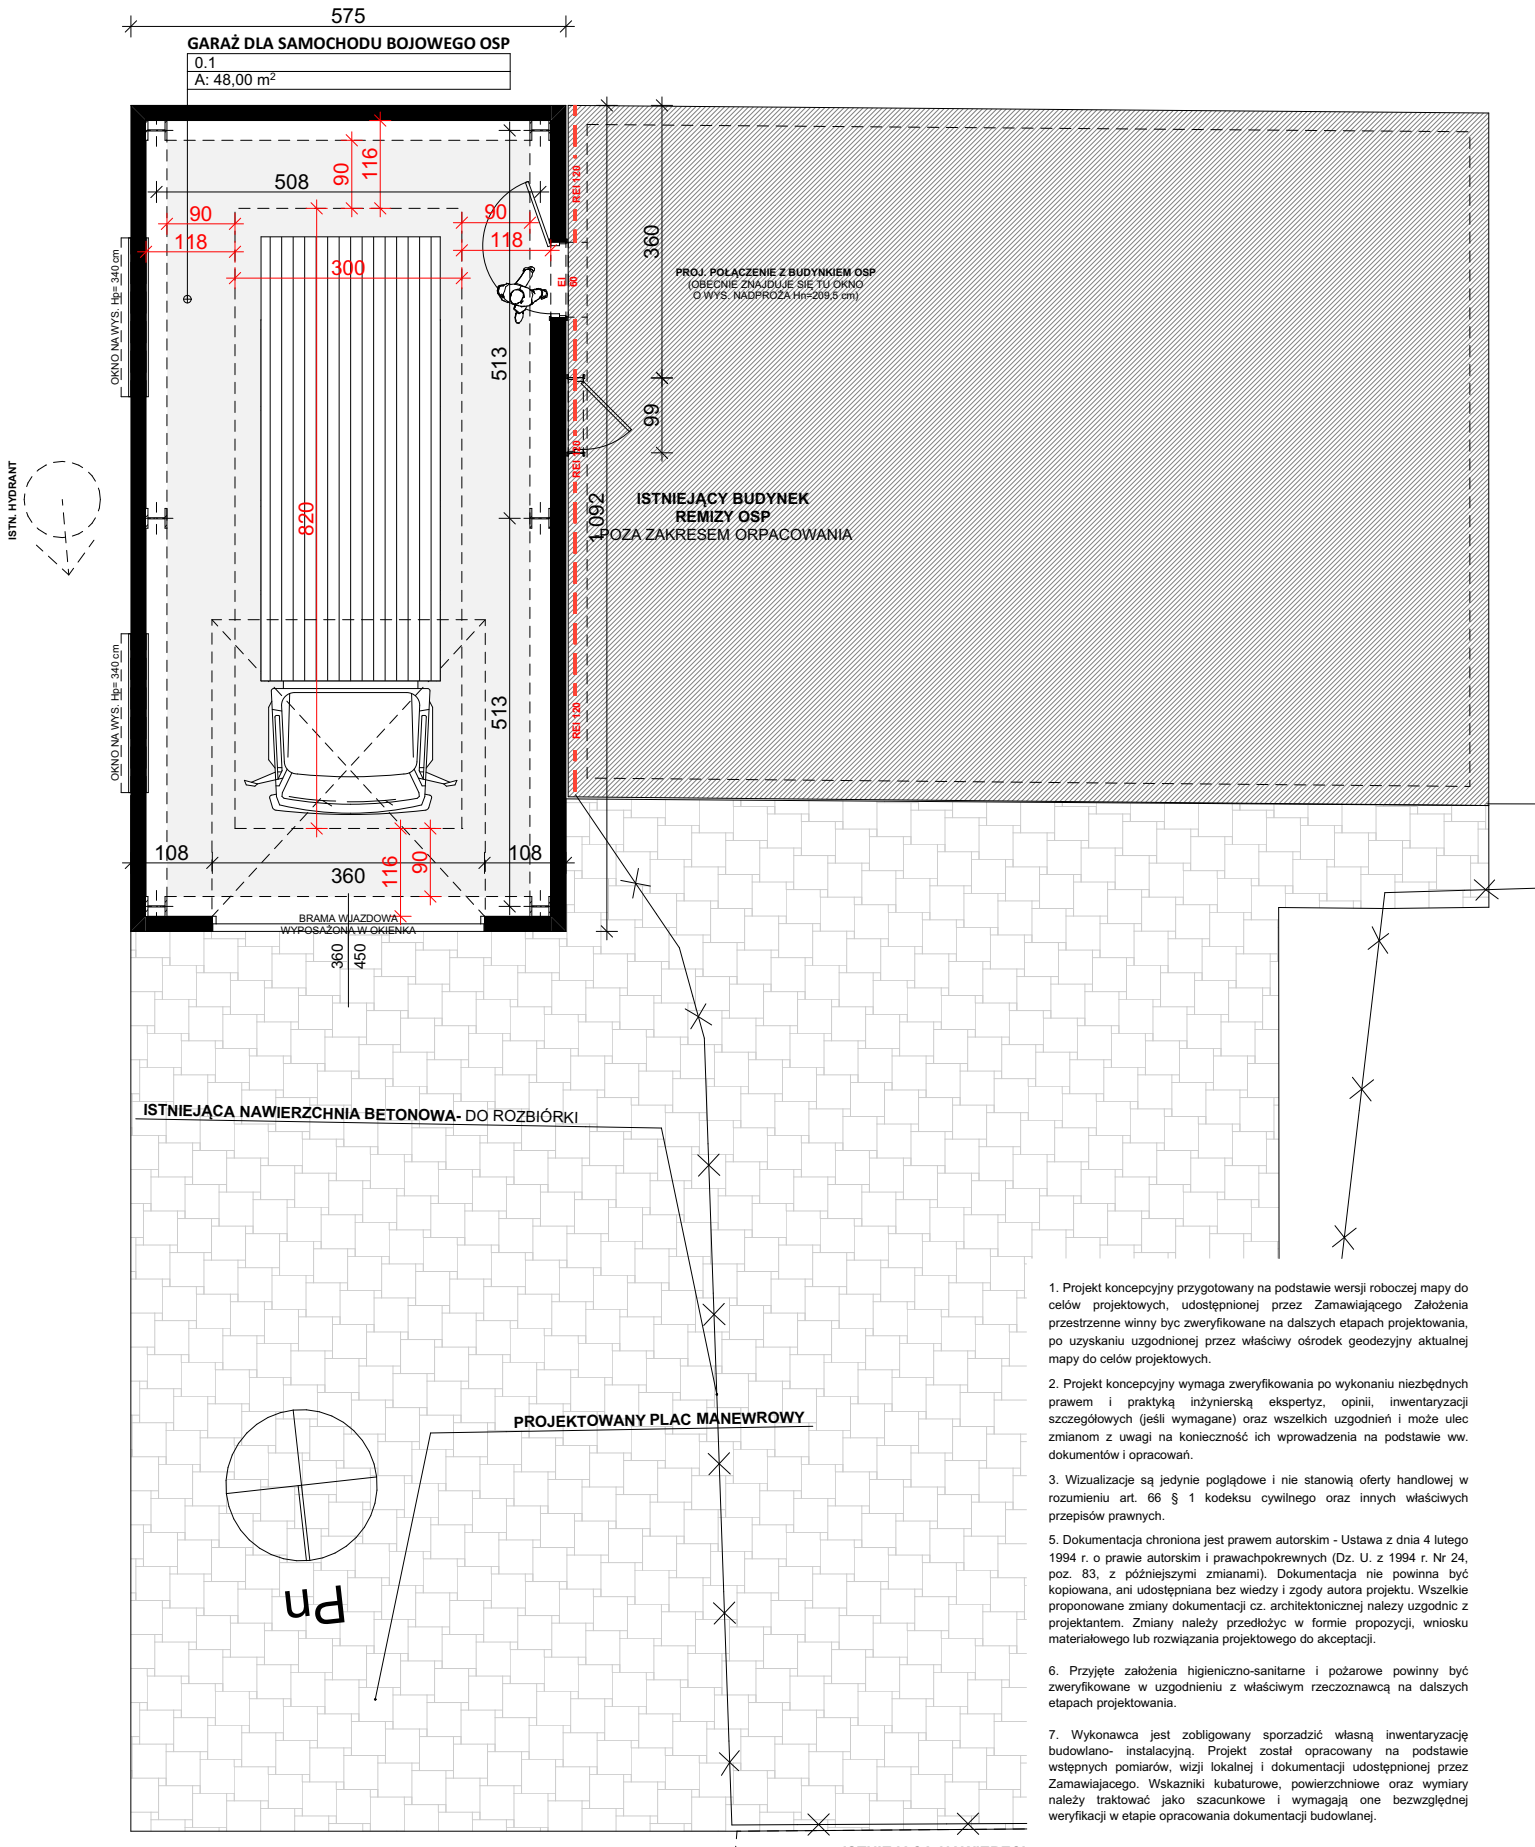 575
GARAŻ DLA SAMOCHODU BOJOWEGO OSP
0.1
A: 48,00 m²
116
90
508
90
90
118
118
300
EI 60
REI 120
360
PROJ. POŁĄCZENIE Z BUDYNKIEM OSP
(OBECNIE ZNAJDUJE SIĘ TU OKNO
O WYS. NADPROŻA Hn=209,5 cm)
OKNO NA WYS. Hp= 340 cm
513
99
REI 120
ISTN. HYDRANT
820
1 092
ISTNIEJĄCY BUDYNEK
REMIZY OSP
POZA ZAKRESEM ORPACOWANIA
OKNO NA WYS. Hp= 340 cm
513
REI 120
108
360
116
90
108
BRAMA WJAZDOWA
WYPOSAŻONA W OKIENKA
360
450
ISTNIEJĄCA NAWIERZCHNIA BETONOWA- DO ROZBIÓRKI
PROJEKTOWANY PLAC MANEWROWY
Pn
1. Projekt koncepcyjny przygotowany na podstawie wersji roboczej mapy do
celów projektowych, udostępnionej przez Zamawiającego Założenia
przestrzenne winny byc zweryfikowane na dalszych etapach projektowania,
po uzyskaniu uzgodnionej przez właściwy ośrodek geodezyjny aktualnej
mapy do celów projektowych.
2. Projekt koncepcyjny wymaga zweryfikowania po wykonaniu niezbędnych
prawem i praktyką inżynierską ekspertyz, opinii, inwentaryzacji
szczegółowych (jeśli wymagane) oraz wszelkich uzgodnień i może ulec
zmianom z uwagi na konieczność ich wprowadzenia na podstawie ww.
dokumentów i opracowań.
3. Wizualizacje są jedynie poglądowe i nie stanowią oferty handlowej w
rozumieniu art. 66 § 1 kodeksu cywilnego oraz innych właściwych
przepisów prawnych.
5. Dokumentacja chroniona jest prawem autorskim - Ustawa z dnia 4 lutego
1994 r. o prawie autorskim i prawachpokrewnych (Dz. U. z 1994 r. Nr 24,
poz. 83, z późniejszymi zmianami). Dokumentacja nie powinna być
kopiowana, ani udostępniana bez wiedzy i zgody autora projektu. Wszelkie
proponowane zmiany dokumentacji cz. architektonicznej nalezy uzgodnic z
projektantem. Zmiany należy przedłożyc w formie propozycji, wniosku
materiałowego lub rozwiązania projektowego do akceptacji.
6. Przyjęte założenia higieniczno-sanitarne i pożarowe powinny być
zweryfikowane w uzgodnieniu z właściwym rzeczoznawcą na dalszych
etapach projektowania.
7. Wykonawca jest zobligowany sporzadzić własną inwentaryzację
budowlano- instalacyjną. Projekt został opracowany na podstawie
wstępnych pomiarów, wizji lokalnej i dokumentacji udostępnionej przez
Zamawiajacego. Wskazniki kubaturowe, powierzchniowe oraz wymiary
należy traktować jako szacunkowe i wymagają one bezwzględnej
weryfikacji w etapie opracowania dokumentacji budowlanej.